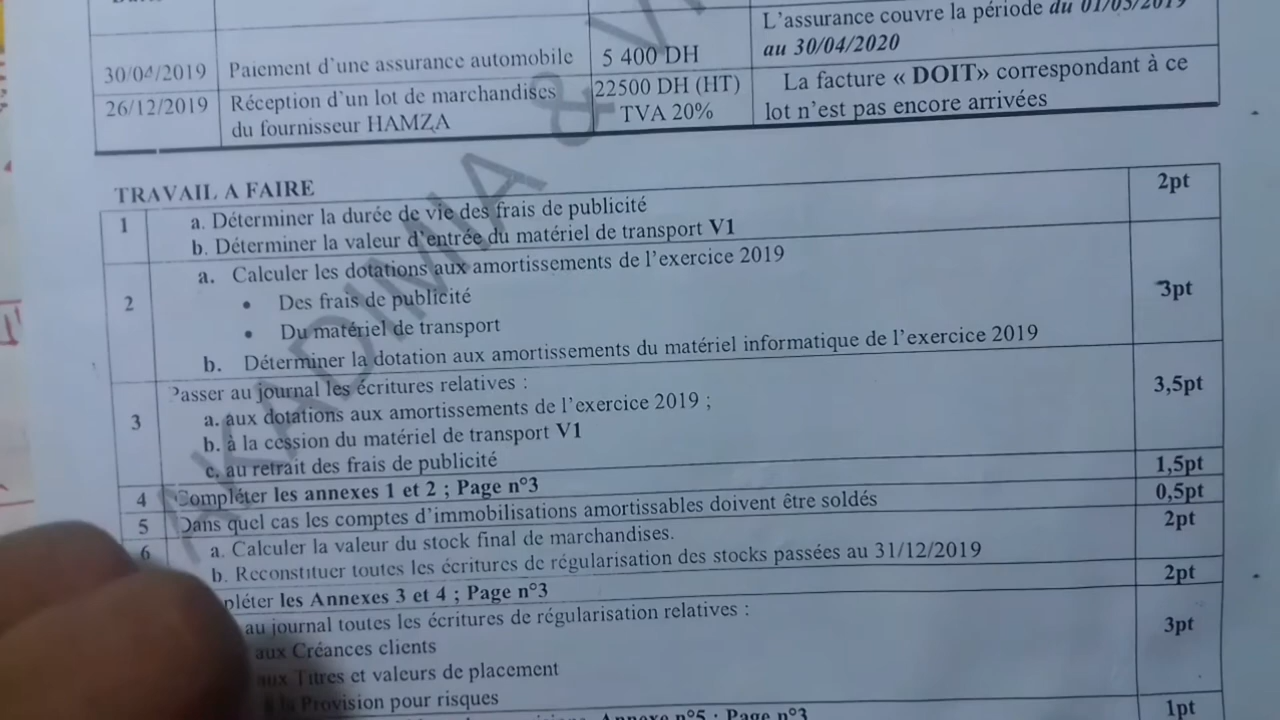 L'assurance couvre la période du 01/05/2019
30/04/2019 Paiement d'une assurance automobile 5 400 DH au 30/04/2020
26/12/2019 Réception d'un lot de marchandises 22500 DH (HT) La facture « DOIT» correspondant à ce
du fournisseur HAMZA TVA 20% lot n'est pas encore arrivées
TRAVAIL A FAIRE
1 a. Déterminer la durée de vie des frais de publicité 2pt
b. Déterminer la valeur d'entrée du matériel de transport V1
a. Calculer les dotations aux amortissements de l'exercice 2019
2 • Des frais de publicité 3pt
• Du matériel de transport
b. Déterminer la dotation aux amortissements du matériel informatique de l'exercice 2019
Passer au journal les écritures relatives : 3,5pt
3 a. aux dotations aux amortissements de l'exercice 2019 ;
b. à la cession du matériel de transport V1
c. au retrait des frais de publicité
4 Compléter les annexes 1 et 2 ; Page n°3 1,5pt
5 Dans quel cas les comptes d'immobilisations amortissables doivent être soldés 0,5pt
6 a. Calculer la valeur du stock final de marchandises. 2pt
b. Reconstituer toutes les écritures de régularisation des stocks passées au 31/12/2019
pléter les Annexes 3 et 4 ; Page n°3 2pt
au journal toutes les écritures de régularisation relatives :
aux Créances clients 3pt
aux Titres et valeurs de placement
la Provision pour risques
Annexe n°5 ; Page n°3 1pt
AKADIMIA &